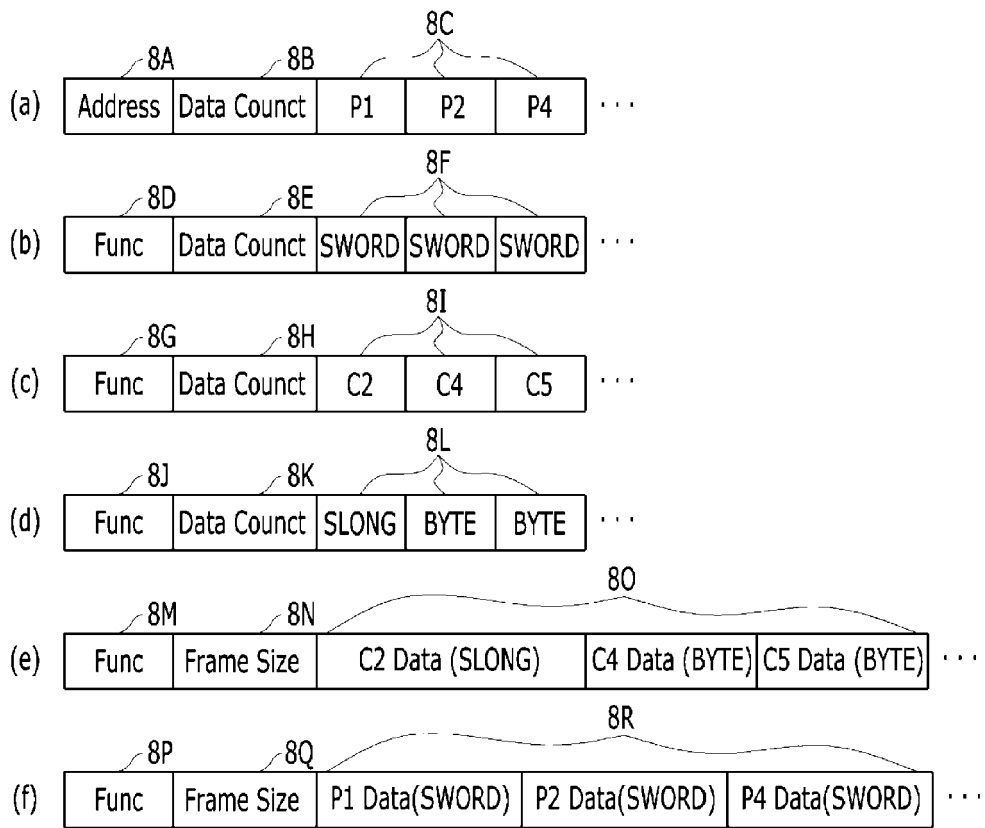 8C
8A 8B
(a) Address Data Counct P1 P2 P4 ...
8F
8D 8E
(b) Func Data Counct SWORD SWORD SWORD ...
8I
8G 8H
(c) Func Data Counct C2 C4 C5 ...
8L
8J 8K
(d) Func Data Counct SLONG BYTE BYTE ...
8O
8M 8N
(e) Func Frame Size C2 Data (SLONG) C4 Data (BYTE) C5 Data (BYTE) ...
8R
8P 8Q
(f) Func Frame Size P1 Data(SWORD) P2 Data(SWORD) P4 Data(SWORD) ...